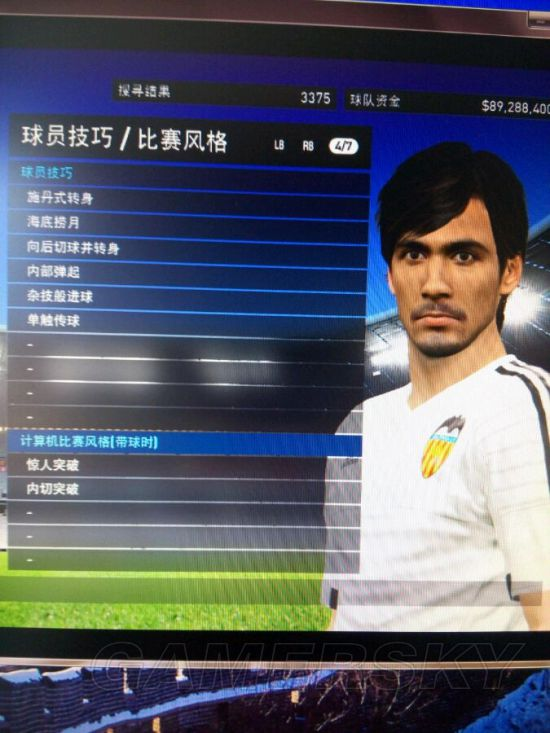 搜寻结果 3375 球队资金 $89,288,400
球员技巧 / 比赛风格 LB RB 4/7
球员技巧
施丹式转身
海底捞月
向后切球并转身
内部弹起
杂技般进球
单触传球
-
-
-
-
计算机比赛风格(带球时)
惊人突破
内切突破
-
-
-
GAMERSKY